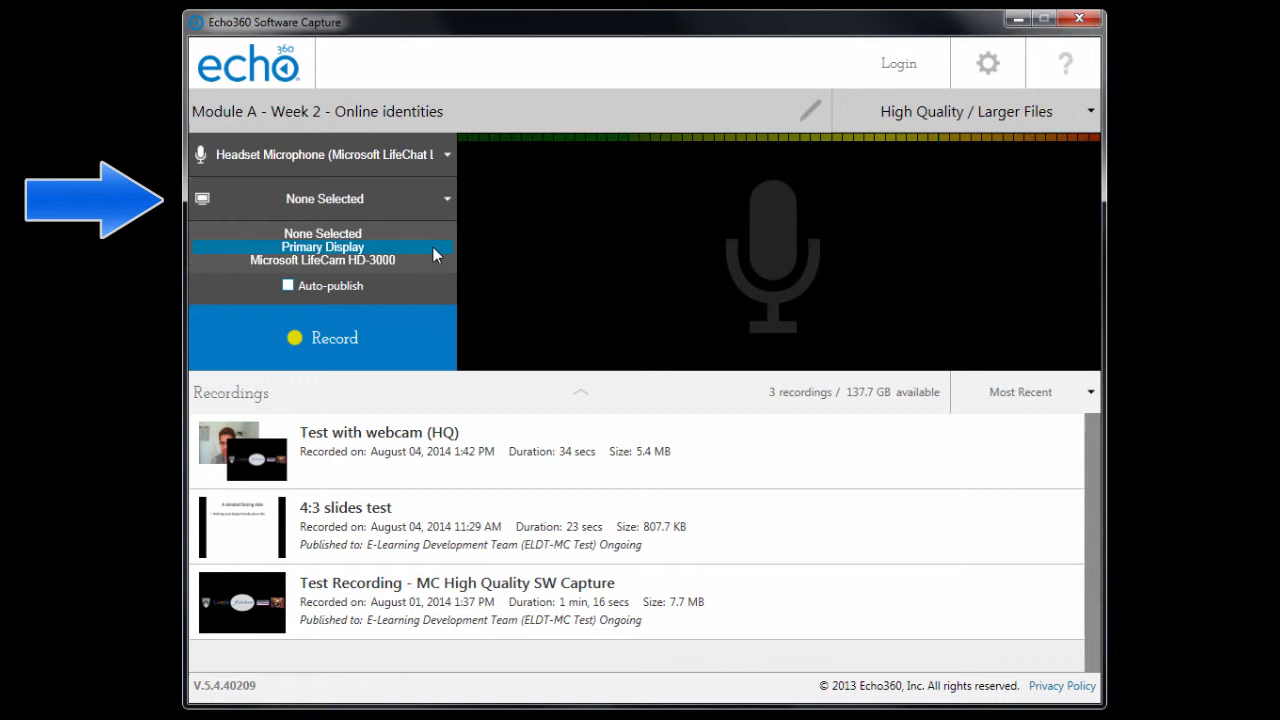 Echo360 Software Capture
echo360
Login
?
Module A - Week 2 - Online identities
High Quality / Larger Files
Headset Microphone (Microsoft LifeChat L
None Selected
None Selected
Primary Display
Microsoft LifeCam HD-3000
Auto-publish
Record
Recordings
3 recordings / 137.7 GB available
Most Recent
Test with webcam (HQ)
Recorded on: August 04, 2014 1:42 PM Duration: 34 secs Size: 5.4 MB
4:3 slides test
Recorded on: August 04, 2014 11:29 AM Duration: 23 secs Size: 807.7 KB
Published to: E-Learning Development Team (ELDT-MC Test) Ongoing
Test Recording - MC High Quality SW Capture
Recorded on: August 01, 2014 1:37 PM Duration: 1 min, 16 secs Size: 7.7 MB
Published to: E-Learning Development Team (ELDT-MC Test) Ongoing
V.5.4.40209
© 2013 Echo360, Inc. All rights reserved. Privacy Policy